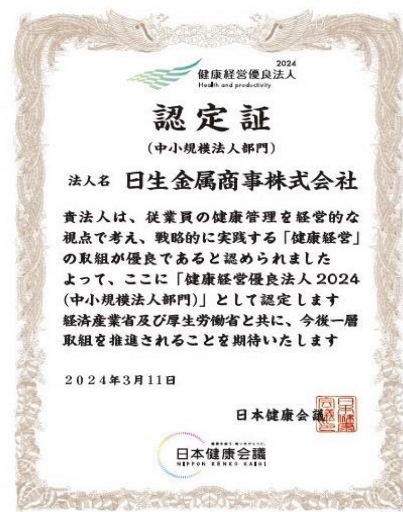 2024
健康経営優良法人
Health and productivity
認定証
(中小規模法人部門)
法人名 日生金属商事株式会社
貴法人は、従業員の健康管理を経営的な
視点で考え、戦略的に実践する「健康経営」
の取組が優良であると認められました
よって、ここに「健康経営優良法人2024
(中小規模法人部門)」として認定します
経済産業省及び厚生労働省と共に、今後一層
取組を推進されることを期待いたします
2024年3月11日
日本健康会議
日本健康会議
NIPPON KENKO KAIGI